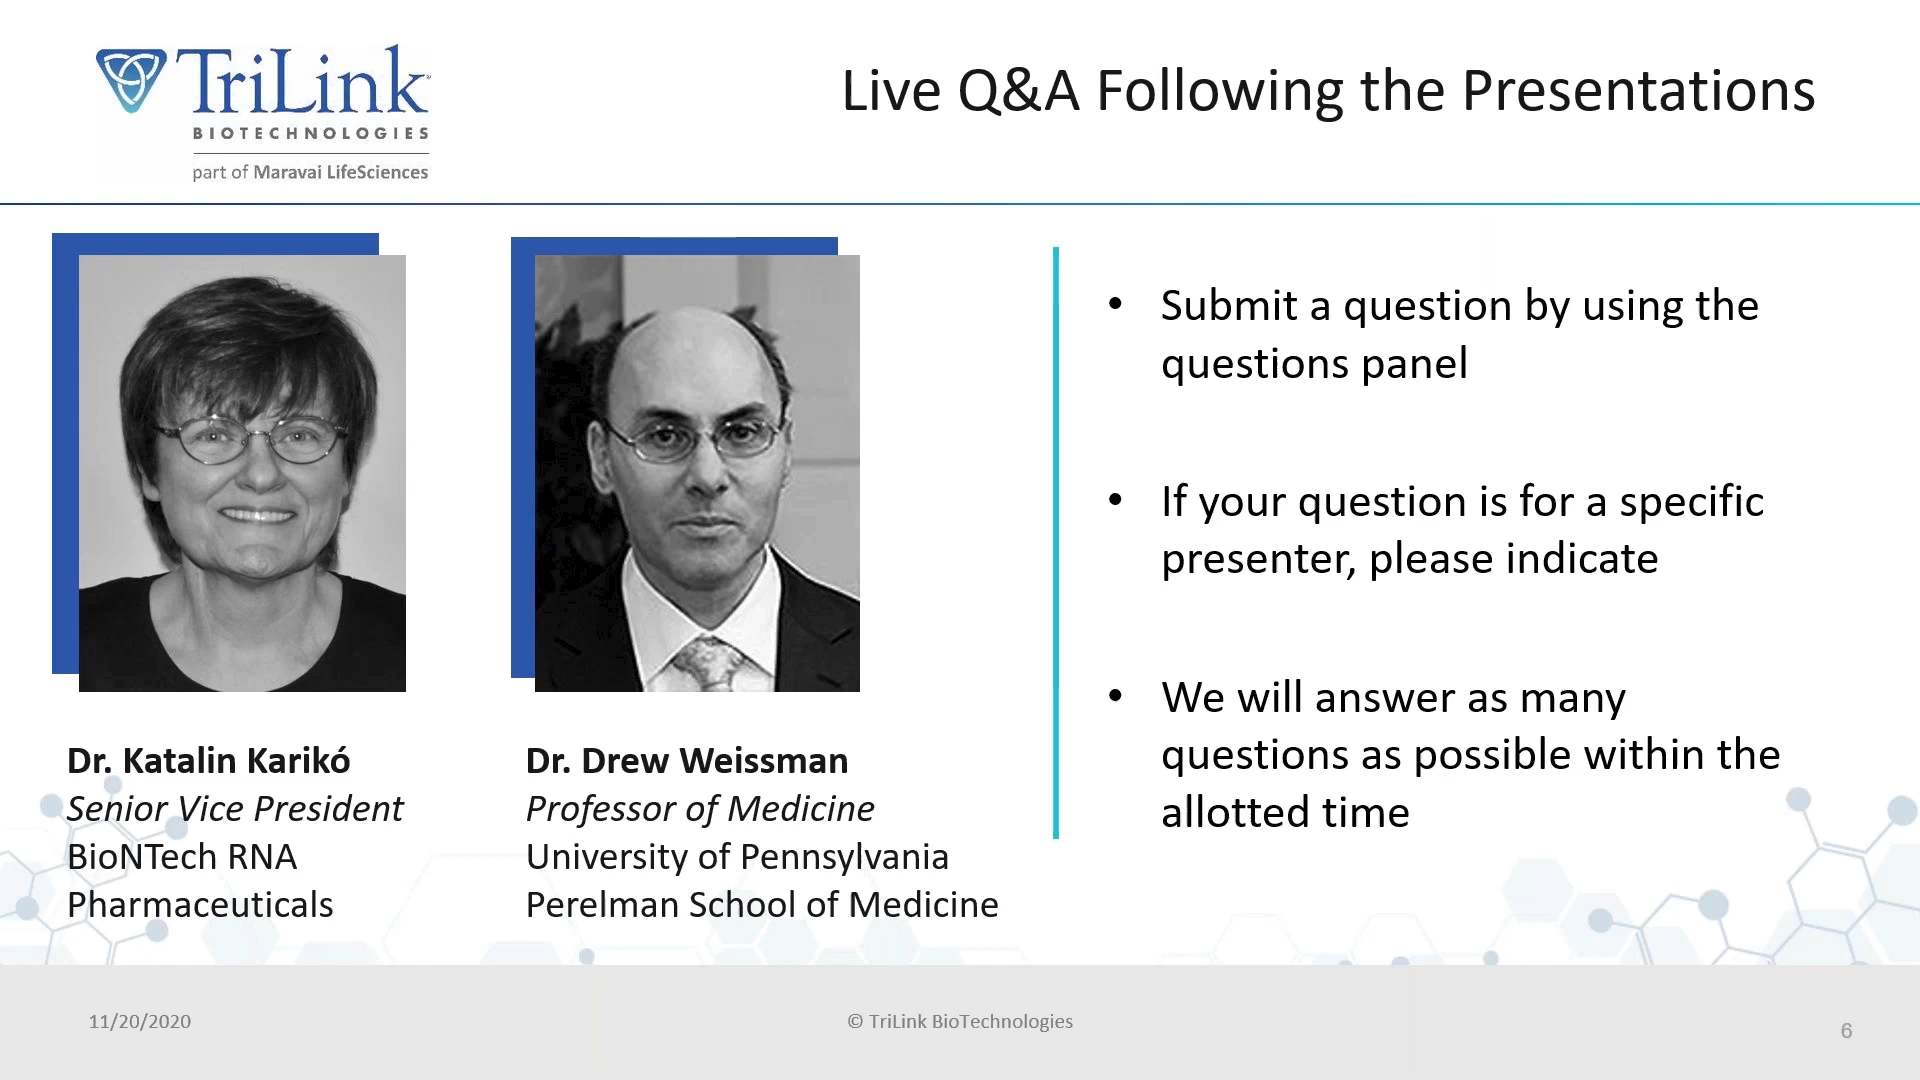 TriLink
BIOTECHNOLOGIES
part of Maravai LifeSciences
Live Q&A Following the Presentations
Dr. Katalin Karikó
Senior Vice President
BioNTech RNA
Pharmaceuticals
Dr. Drew Weissman
Professor of Medicine
University of Pennsylvania
Perelman School of Medicine
• Submit a question by using the
questions panel
• If your question is for a specific
presenter, please indicate
• We will answer as many
questions as possible within the
allotted time
11/20/2020
© TriLink BioTechnologies
6